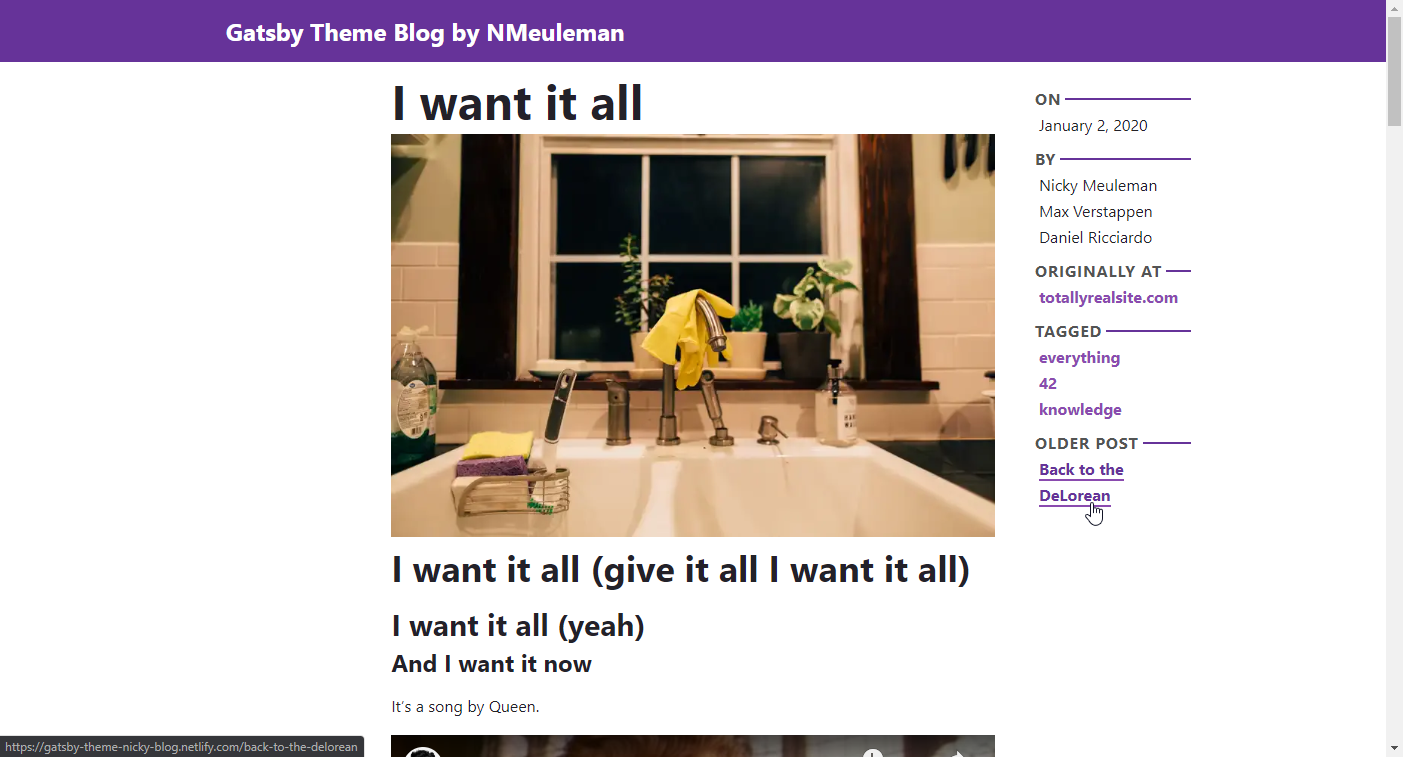 Gatsby Theme Blog by NMeuleman
I want it all
I want it all (give it all I want it all)
I want it all (yeah)
And I want it now
It's a song by Queen.
ON
January 2, 2020
BY
Nicky Meuleman
Max Verstappen
Daniel Ricciardo
ORIGINALLY AT
totallyrealsite.com
TAGGED
everything
42
knowledge
OLDER POST
Back to the
DeLorean
https://gatsby-theme-nicky-blog.netlify.com/back-to-the-delorean